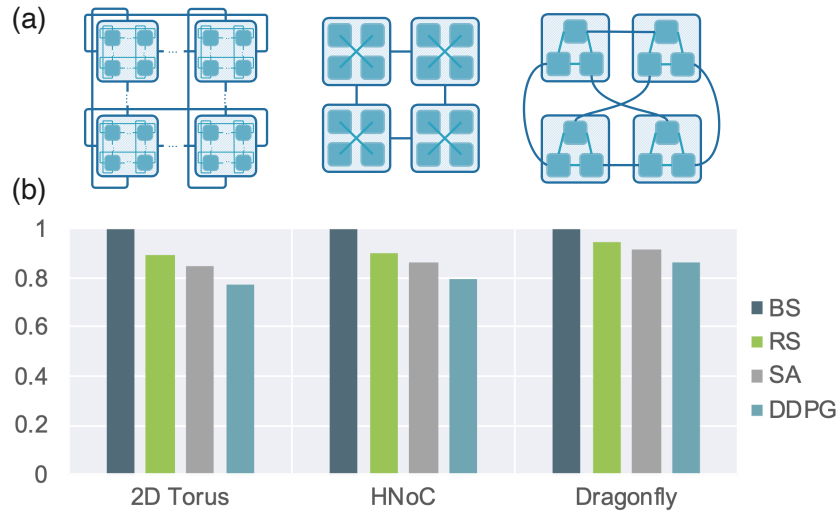 (a)
(b)
1
0.8
0.6
0.4
0.2
0
2D Torus
HNoC
Dragonfly
BS
RS
SA
DDPG